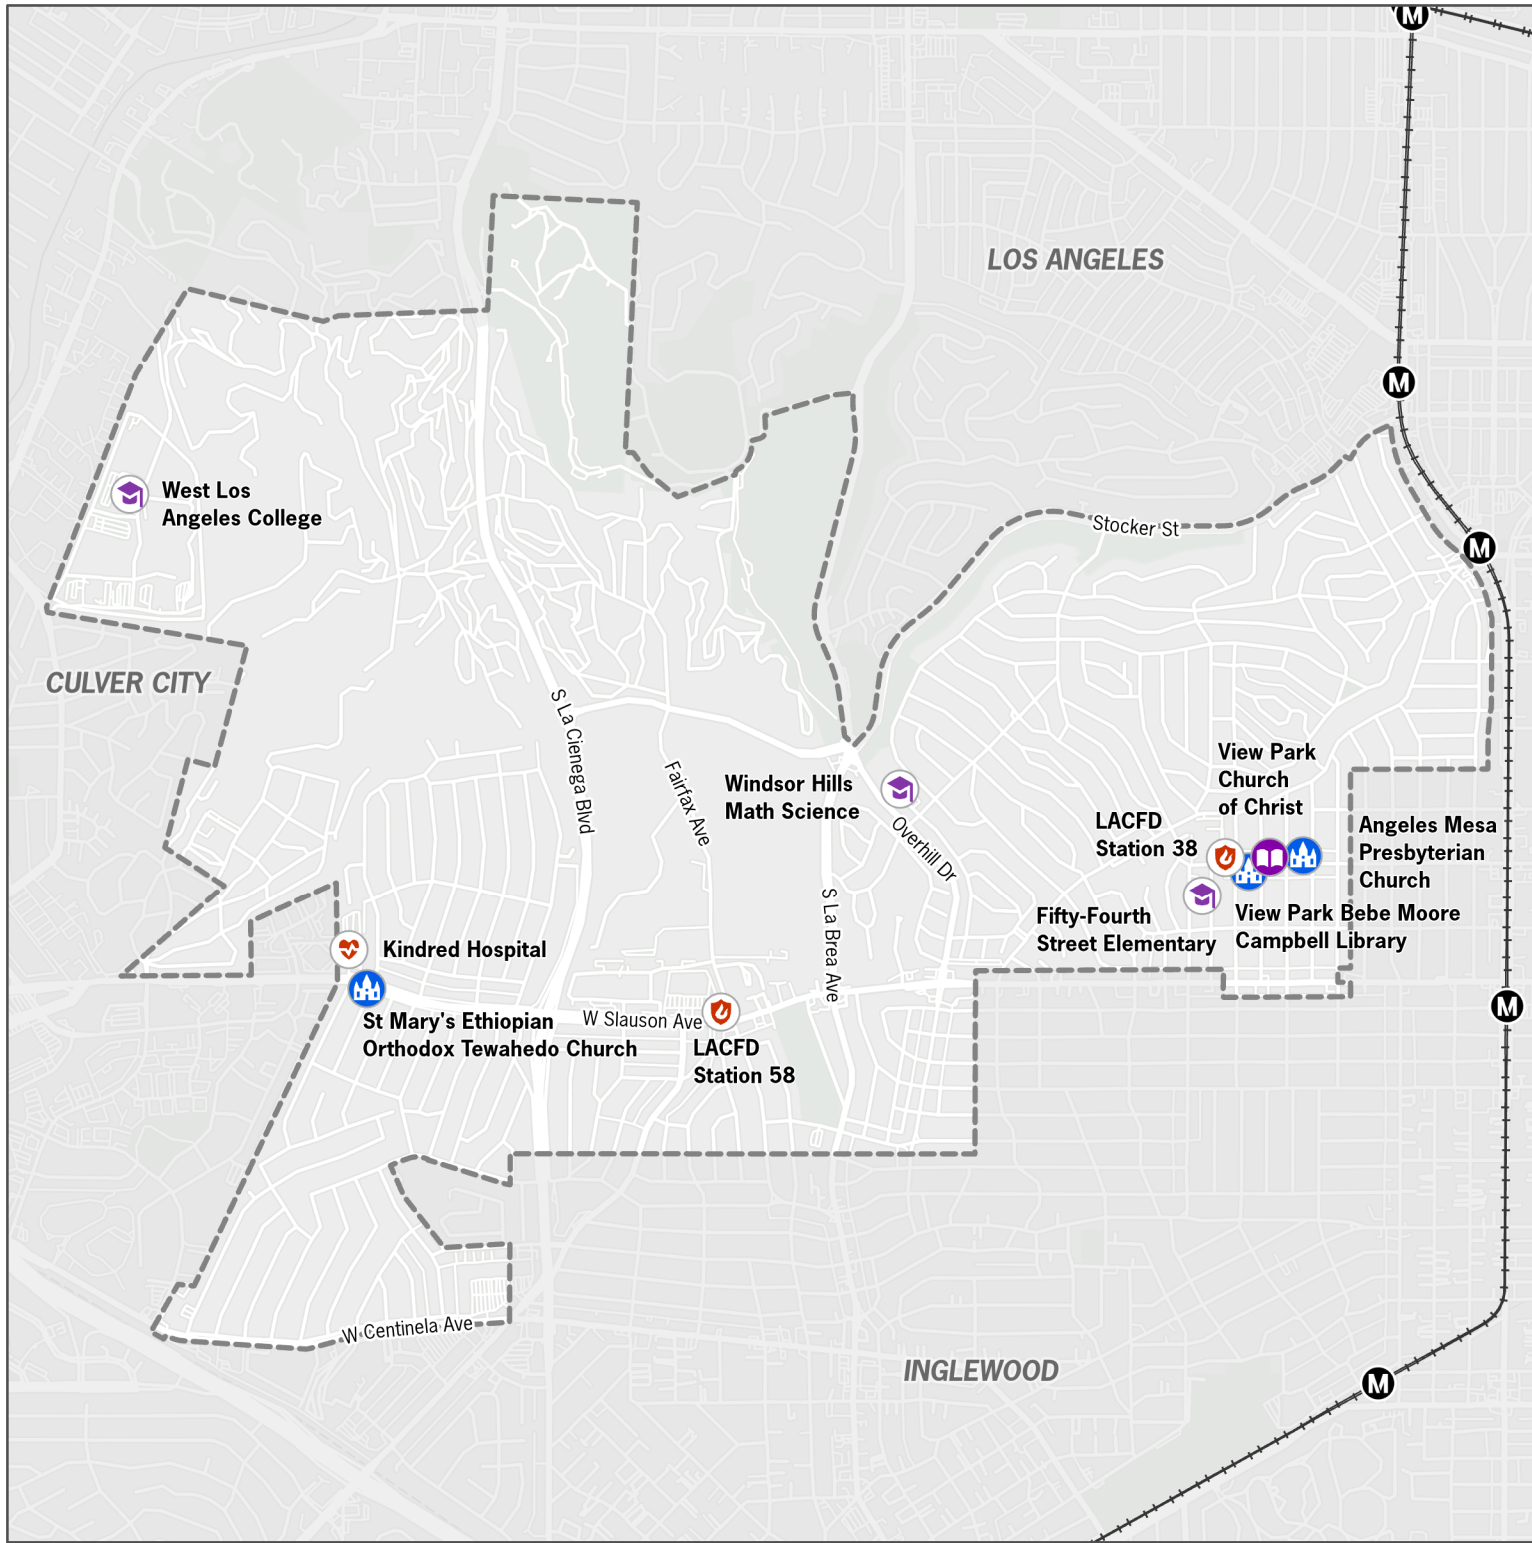 M
LOS ANGELES
M
West Los
Angeles College
Stocker St
M
CULVER CITY
S La Cienega Blvd
View Park
Church
of Christ
Fairfax Ave
Windsor Hills
Math Science
Overhill Dr
LACFD
Station 38
Angeles Mesa
Presbyterian
Church
S La Brea Ave
Fifty-Fourth
Street Elementary
View Park Bebe Moore
Campbell Library
Kindred Hospital
M
St Mary's Ethiopian
Orthodox Tewahedo Church
W Slauson Ave
LACFD
Station 58
W Centinela Ave
INGLEWOOD
M